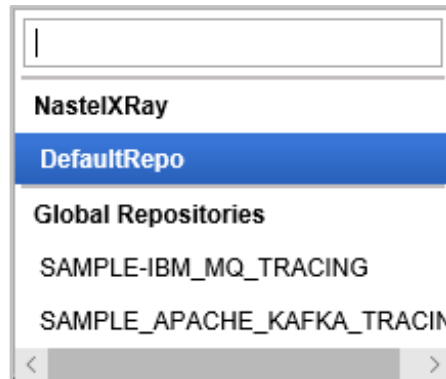 NastelXRay
DefaultRepo
Global Repositories
SAMPLE-IBM_MQ_TRACING
SAMPLE_APACHE_KAFKA_TRACIN